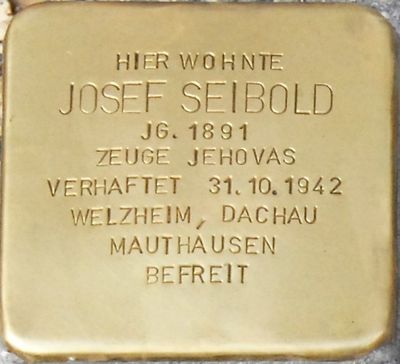 HIER WOHNTE
JOSEF SEIBOLD
JG. 1891
ZEUGE JEHOVAS
VERHAFTET 31.10.1942
WELZHEIM, DACHAU
MAUTHAUSEN
BEFREIT